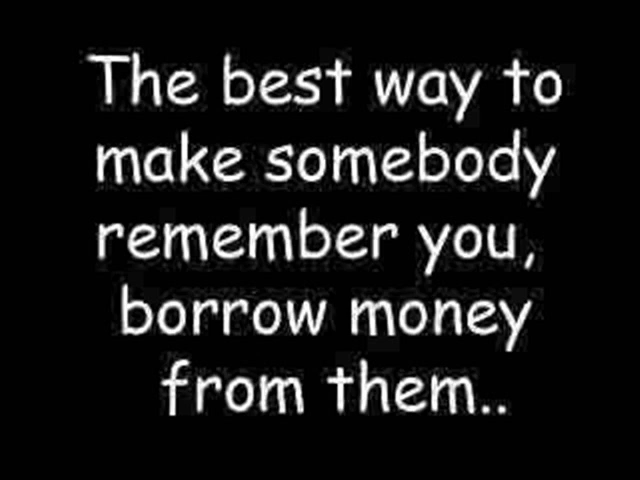 The best way to
make somebody
remember you,
borrow money
from them..